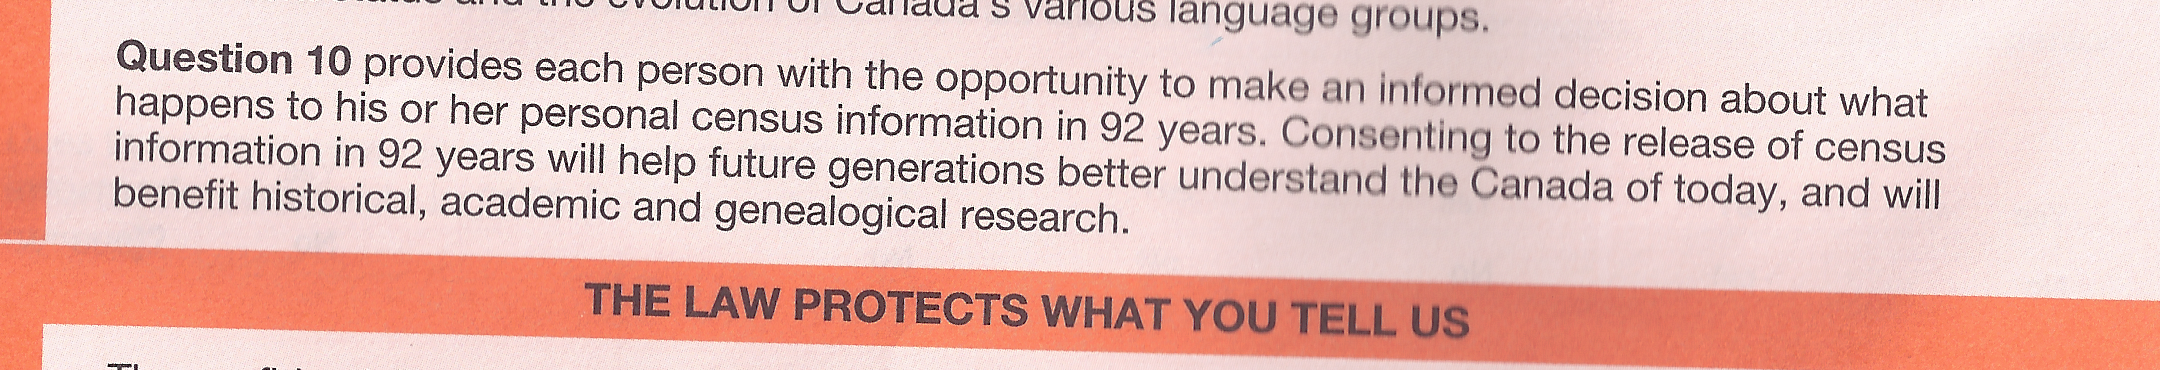 and the evolution of Canada's various language groups.
Question 10 provides each person with the opportunity to make an informed decision about what
happens to his or her personal census information in 92 years. Consenting to the release of census
information in 92 years will help future generations better understand the Canada of today, and will
benefit historical, academic and genealogical research.
THE LAW PROTECTS WHAT YOU TELL US